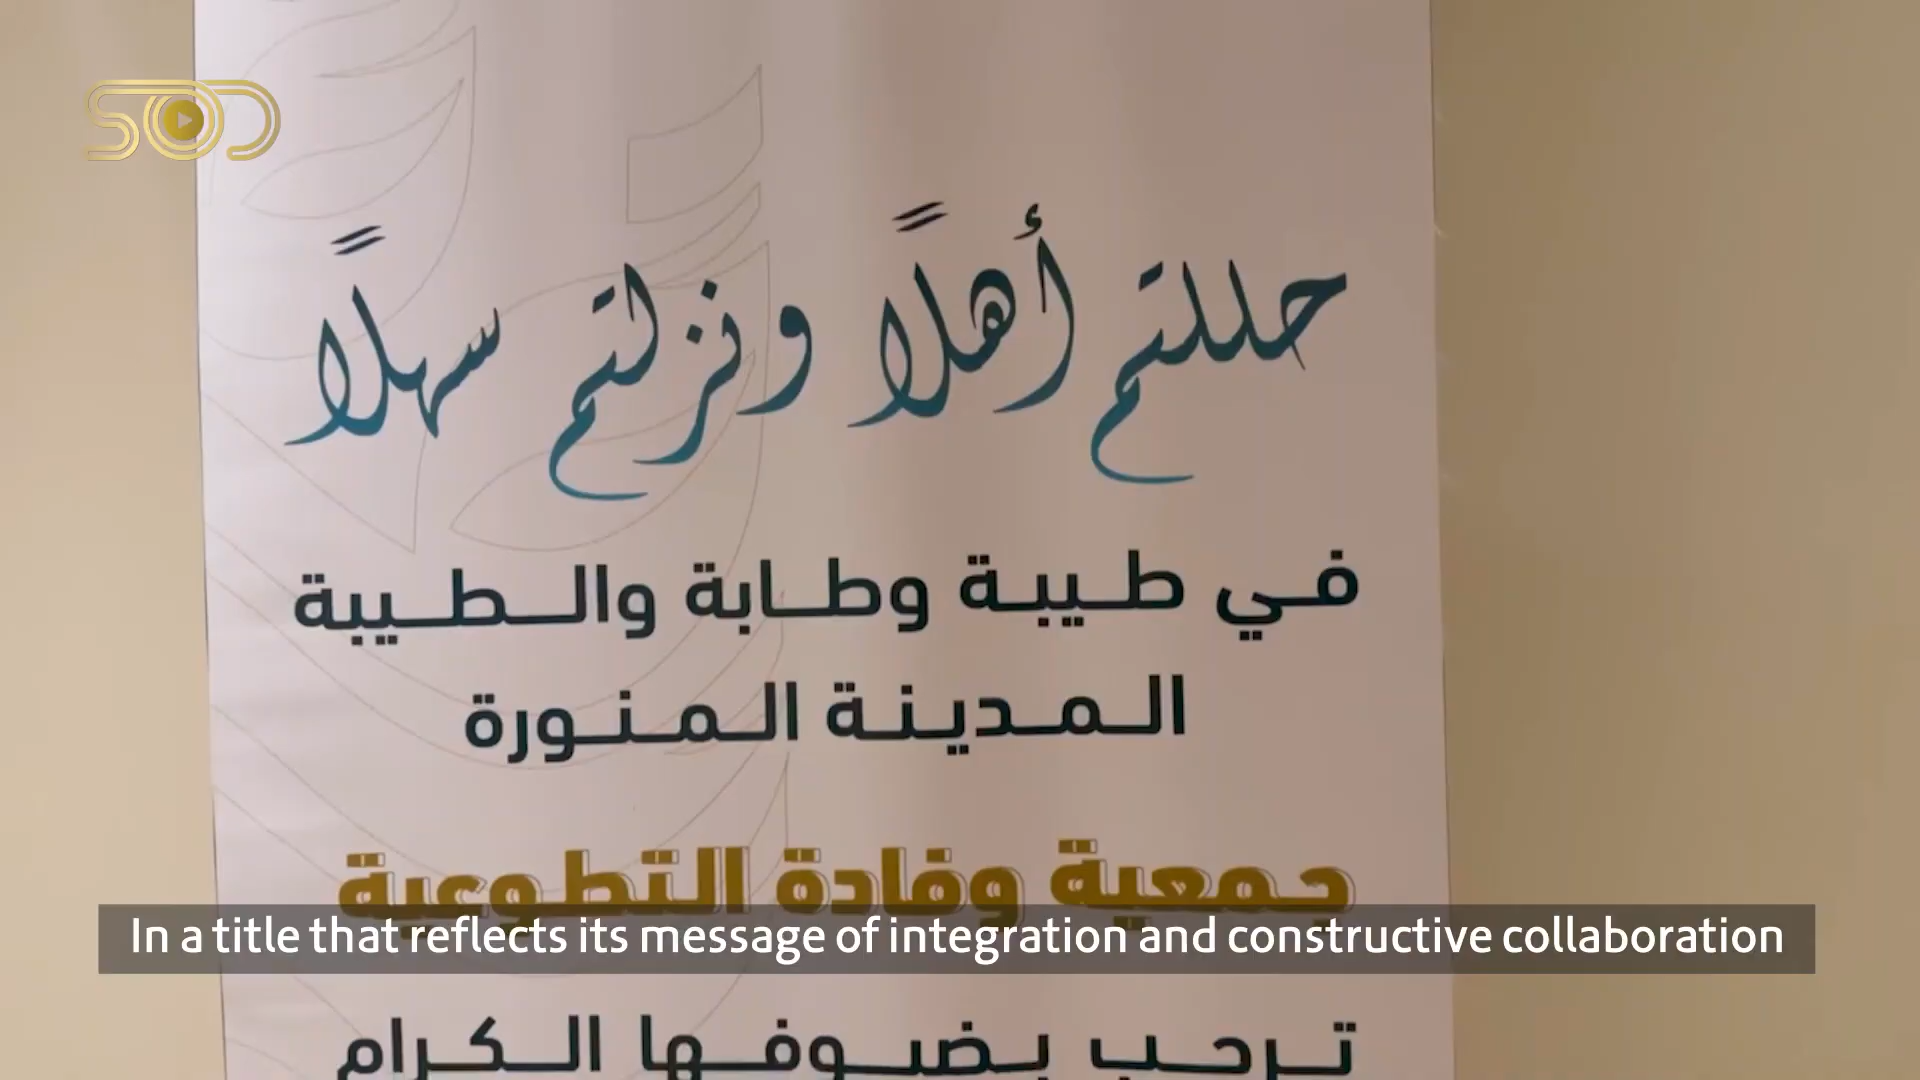 SOD
حللتم أهلاً ونزلتم سهلاً
في طيبة وطابة والطيبة
المدينة المنورة
جمعية وفادة التطوعية
In a title that reflects its message of integration and constructive collaboration
ترحب بضيوفها الكرام